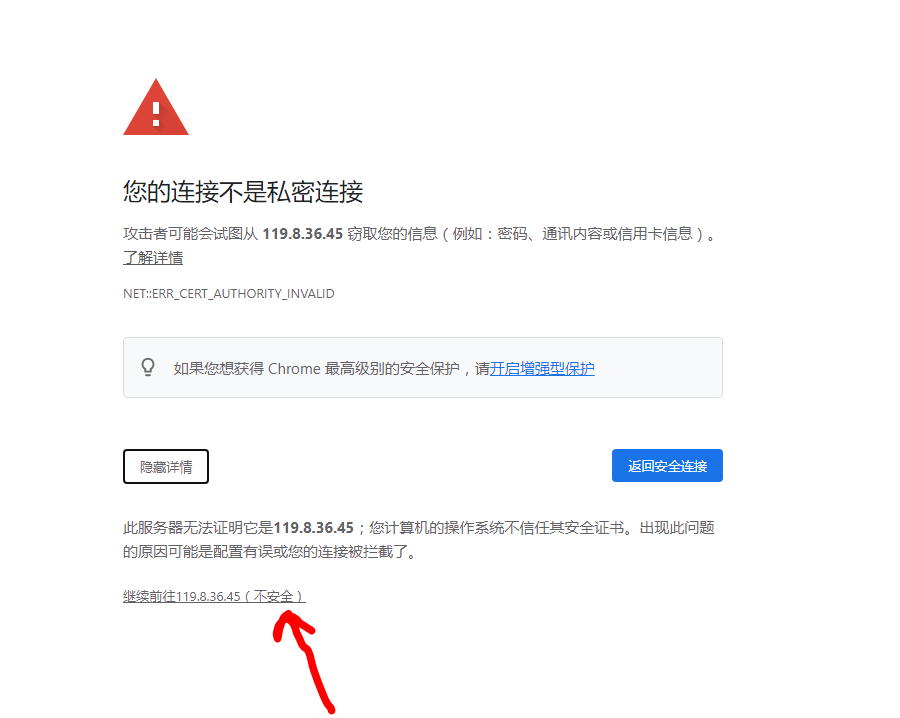 您的连接不是私密连接
攻击者可能会试图从 119.8.36.45 窃取您的信息（例如：密码、通讯内容或信用卡信息）。
了解详情
NET::ERR_CERT_AUTHORITY_INVALID
如果您想获得 Chrome 最高级别的安全保护，请开启增强型保护
隐藏详情
返回安全连接
此服务器无法证明它是119.8.36.45；您计算机的操作系统不信任其安全证书。出现此问题
的原因可能是配置有误或您的连接被拦截了。
继续前往119.8.36.45（不安全）